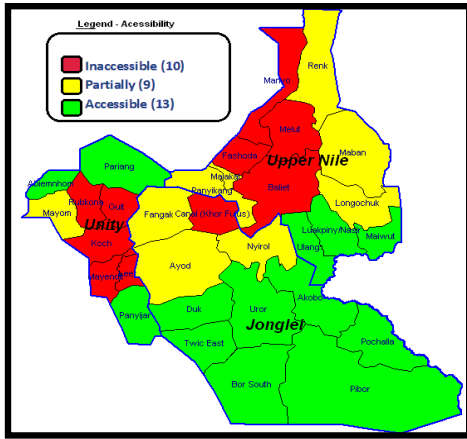 Legend - Acessibility
Inaccessible (10)
Partially (9)
Accessible (13)
Renk
Manyo
Melut
Maban
Fashoda
Upper Nile
Malakal
Panyikang
Baliet
Longochuk
Pariang
Abiemnhom
Rubkona
Guit
Mayom
Unity
Fangak
Canal (Khor Fulus)
Luakpiny/Nasir
Maiwut
Ulang
Nyirol
Koch
Ayod
Mayandit
Panyijar
Duk
Uror
Akobo
Jonglei
Twic East
Pochalla
Bor South
Pibor